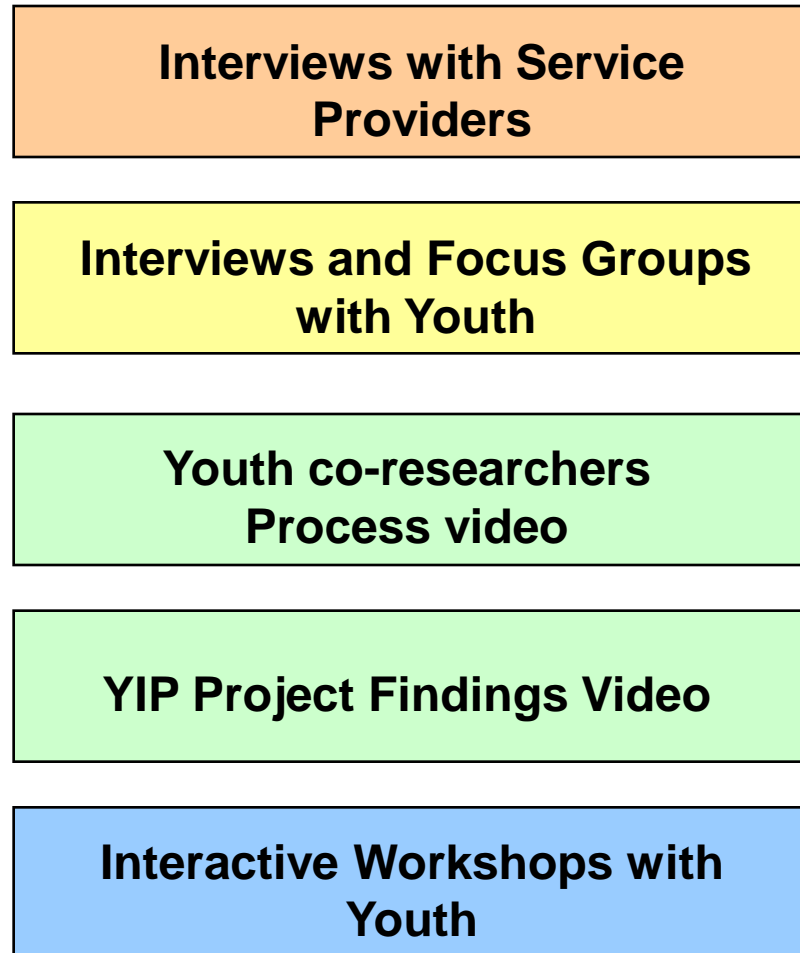 Interviews with Service
Providers
Interviews and Focus Groups
with Youth
Youth co-researchers
Process video
YIP Project Findings Video
Interactive Workshops with
Youth